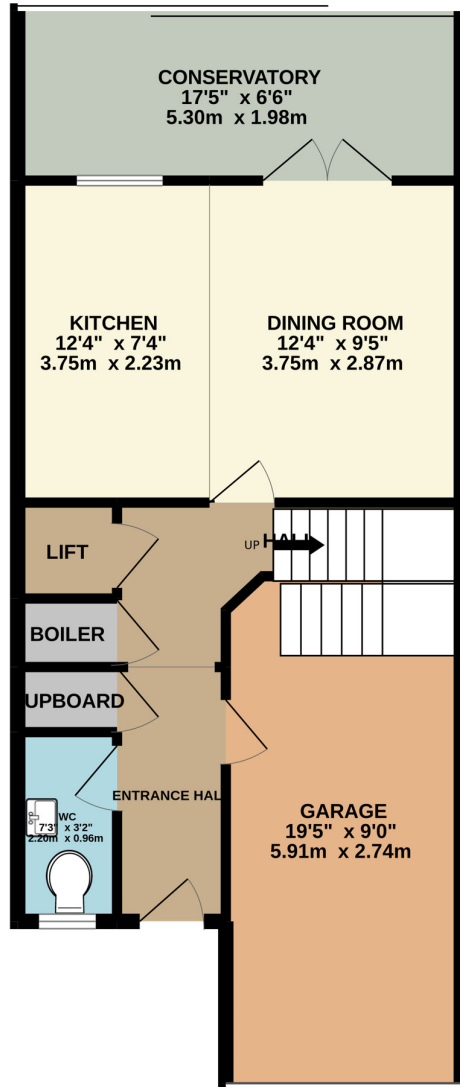 CONSERVATORY
17'5" x 6'6"
5.30m x 1.98m
KITCHEN
12'4" x 7'4"
3.75m x 2.23m
DINING ROOM
12'4" x 9'5"
3.75m x 2.87m
LIFT
UP HALL
BOILER
UPBOARD
ENTRANCE HAL
WC
7'3" x 3'2"
2.20m x 0.96m
GARAGE
19'5" x 9'0"
5.91m x 2.74m